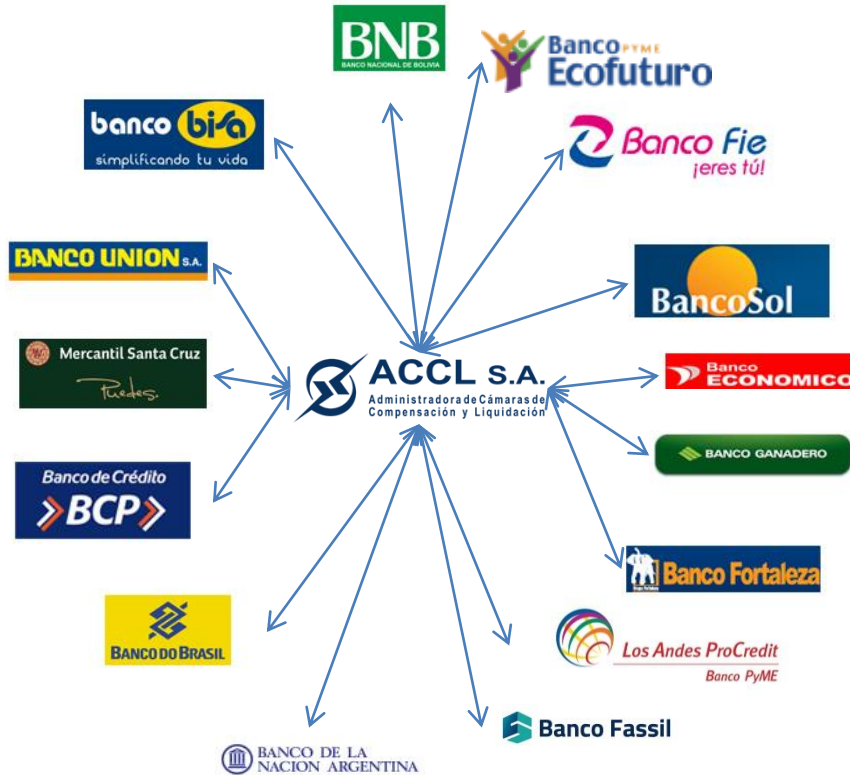 BNB
BANCO NACIONAL DE BOLIVIA
Banco PYME
Ecofuturo
banco bisa
simplificando tu vida
Banco Fie
¡eres tú!
BANCO UNION S.A.
BancoSol
Mercantil Santa Cruz
Puedes.
ACCL S.A.
Administradora de Cámaras de
Compensación y Liquidación
Banco
ECONOMICO
BANCO GANADERO
Banco de Crédito
BCP
Banco Fortaleza
BANCO DO BRASIL
Los Andes ProCredit
Banco PyME
Banco Fassil
BANCO DE LA
NACION ARGENTINA